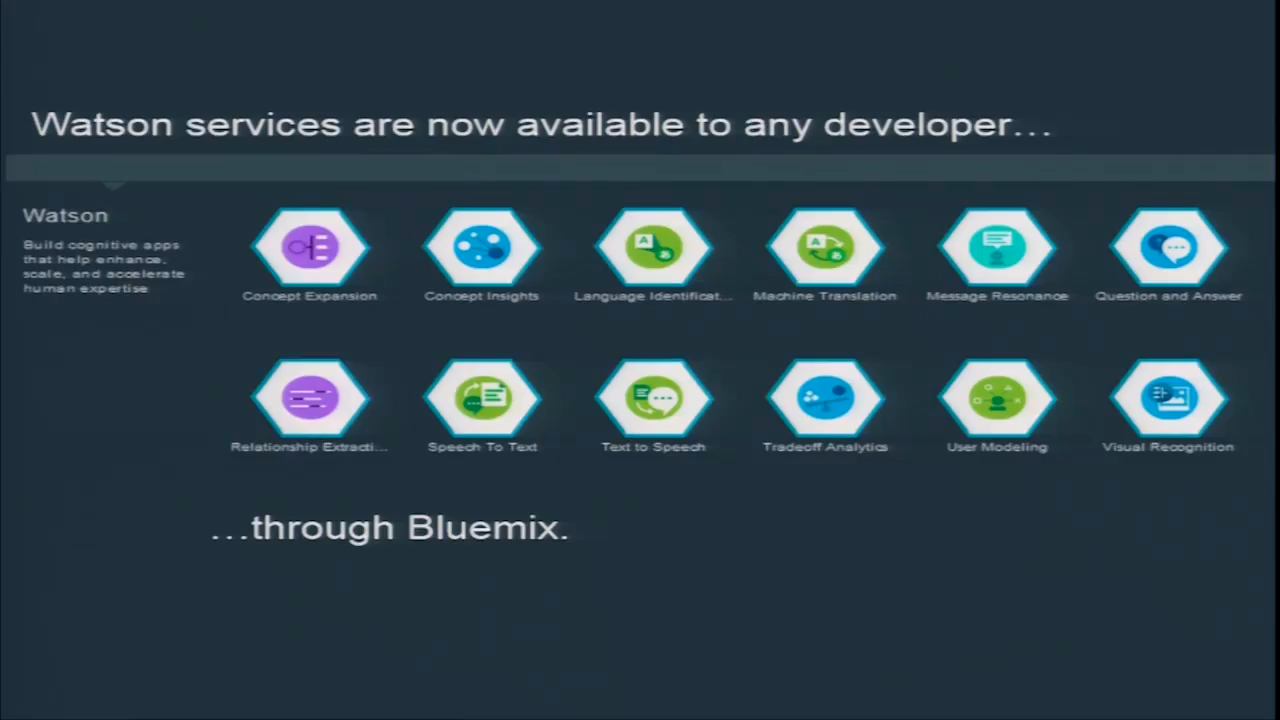 Watson services are now available to any developer...
Watson
Build cognitive apps
that help enhance,
scale, and accelerate
human expertise
Concept Expansion
Concept Insights
Language Identificat...
Machine Translation
Message Resonance
Question and Answer
Relationship Extracti...
Speech To Text
Text to Speech
Tradeoff Analytics
User Modeling
Visual Recognition
...through Bluemix.